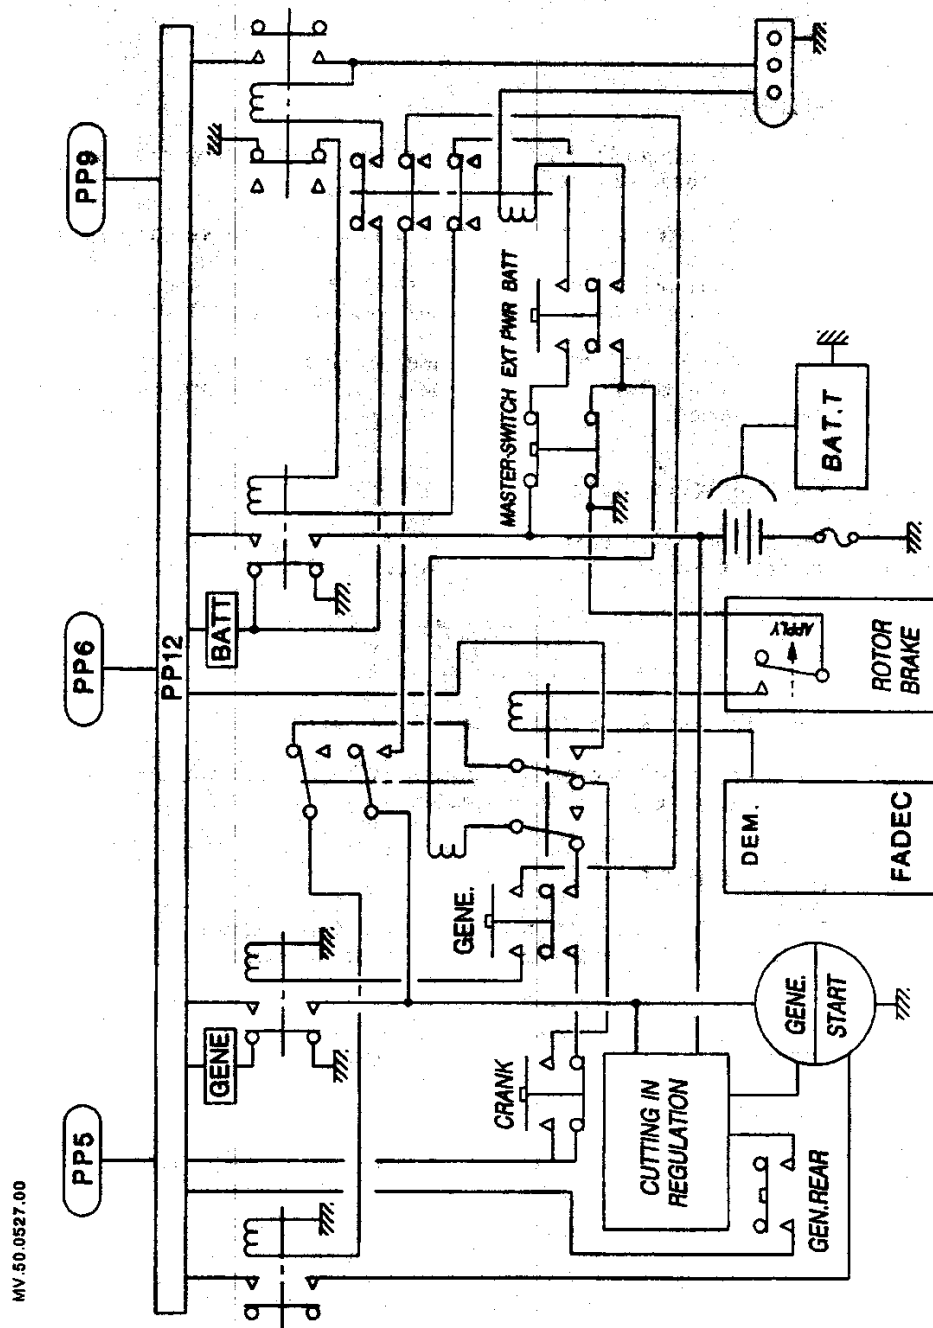 MV.50.0527.00
PP5
PP6
PP9
PP12
GENE
BATT
MASTER-SWITCH EXT PWR BATT
GENE.
CRANK
CUTTING IN
REGULATION
GEN.REAR
GENE.
START
DEM.
FADEC
APPLY
ROTOR
BRAKE
BAT.T